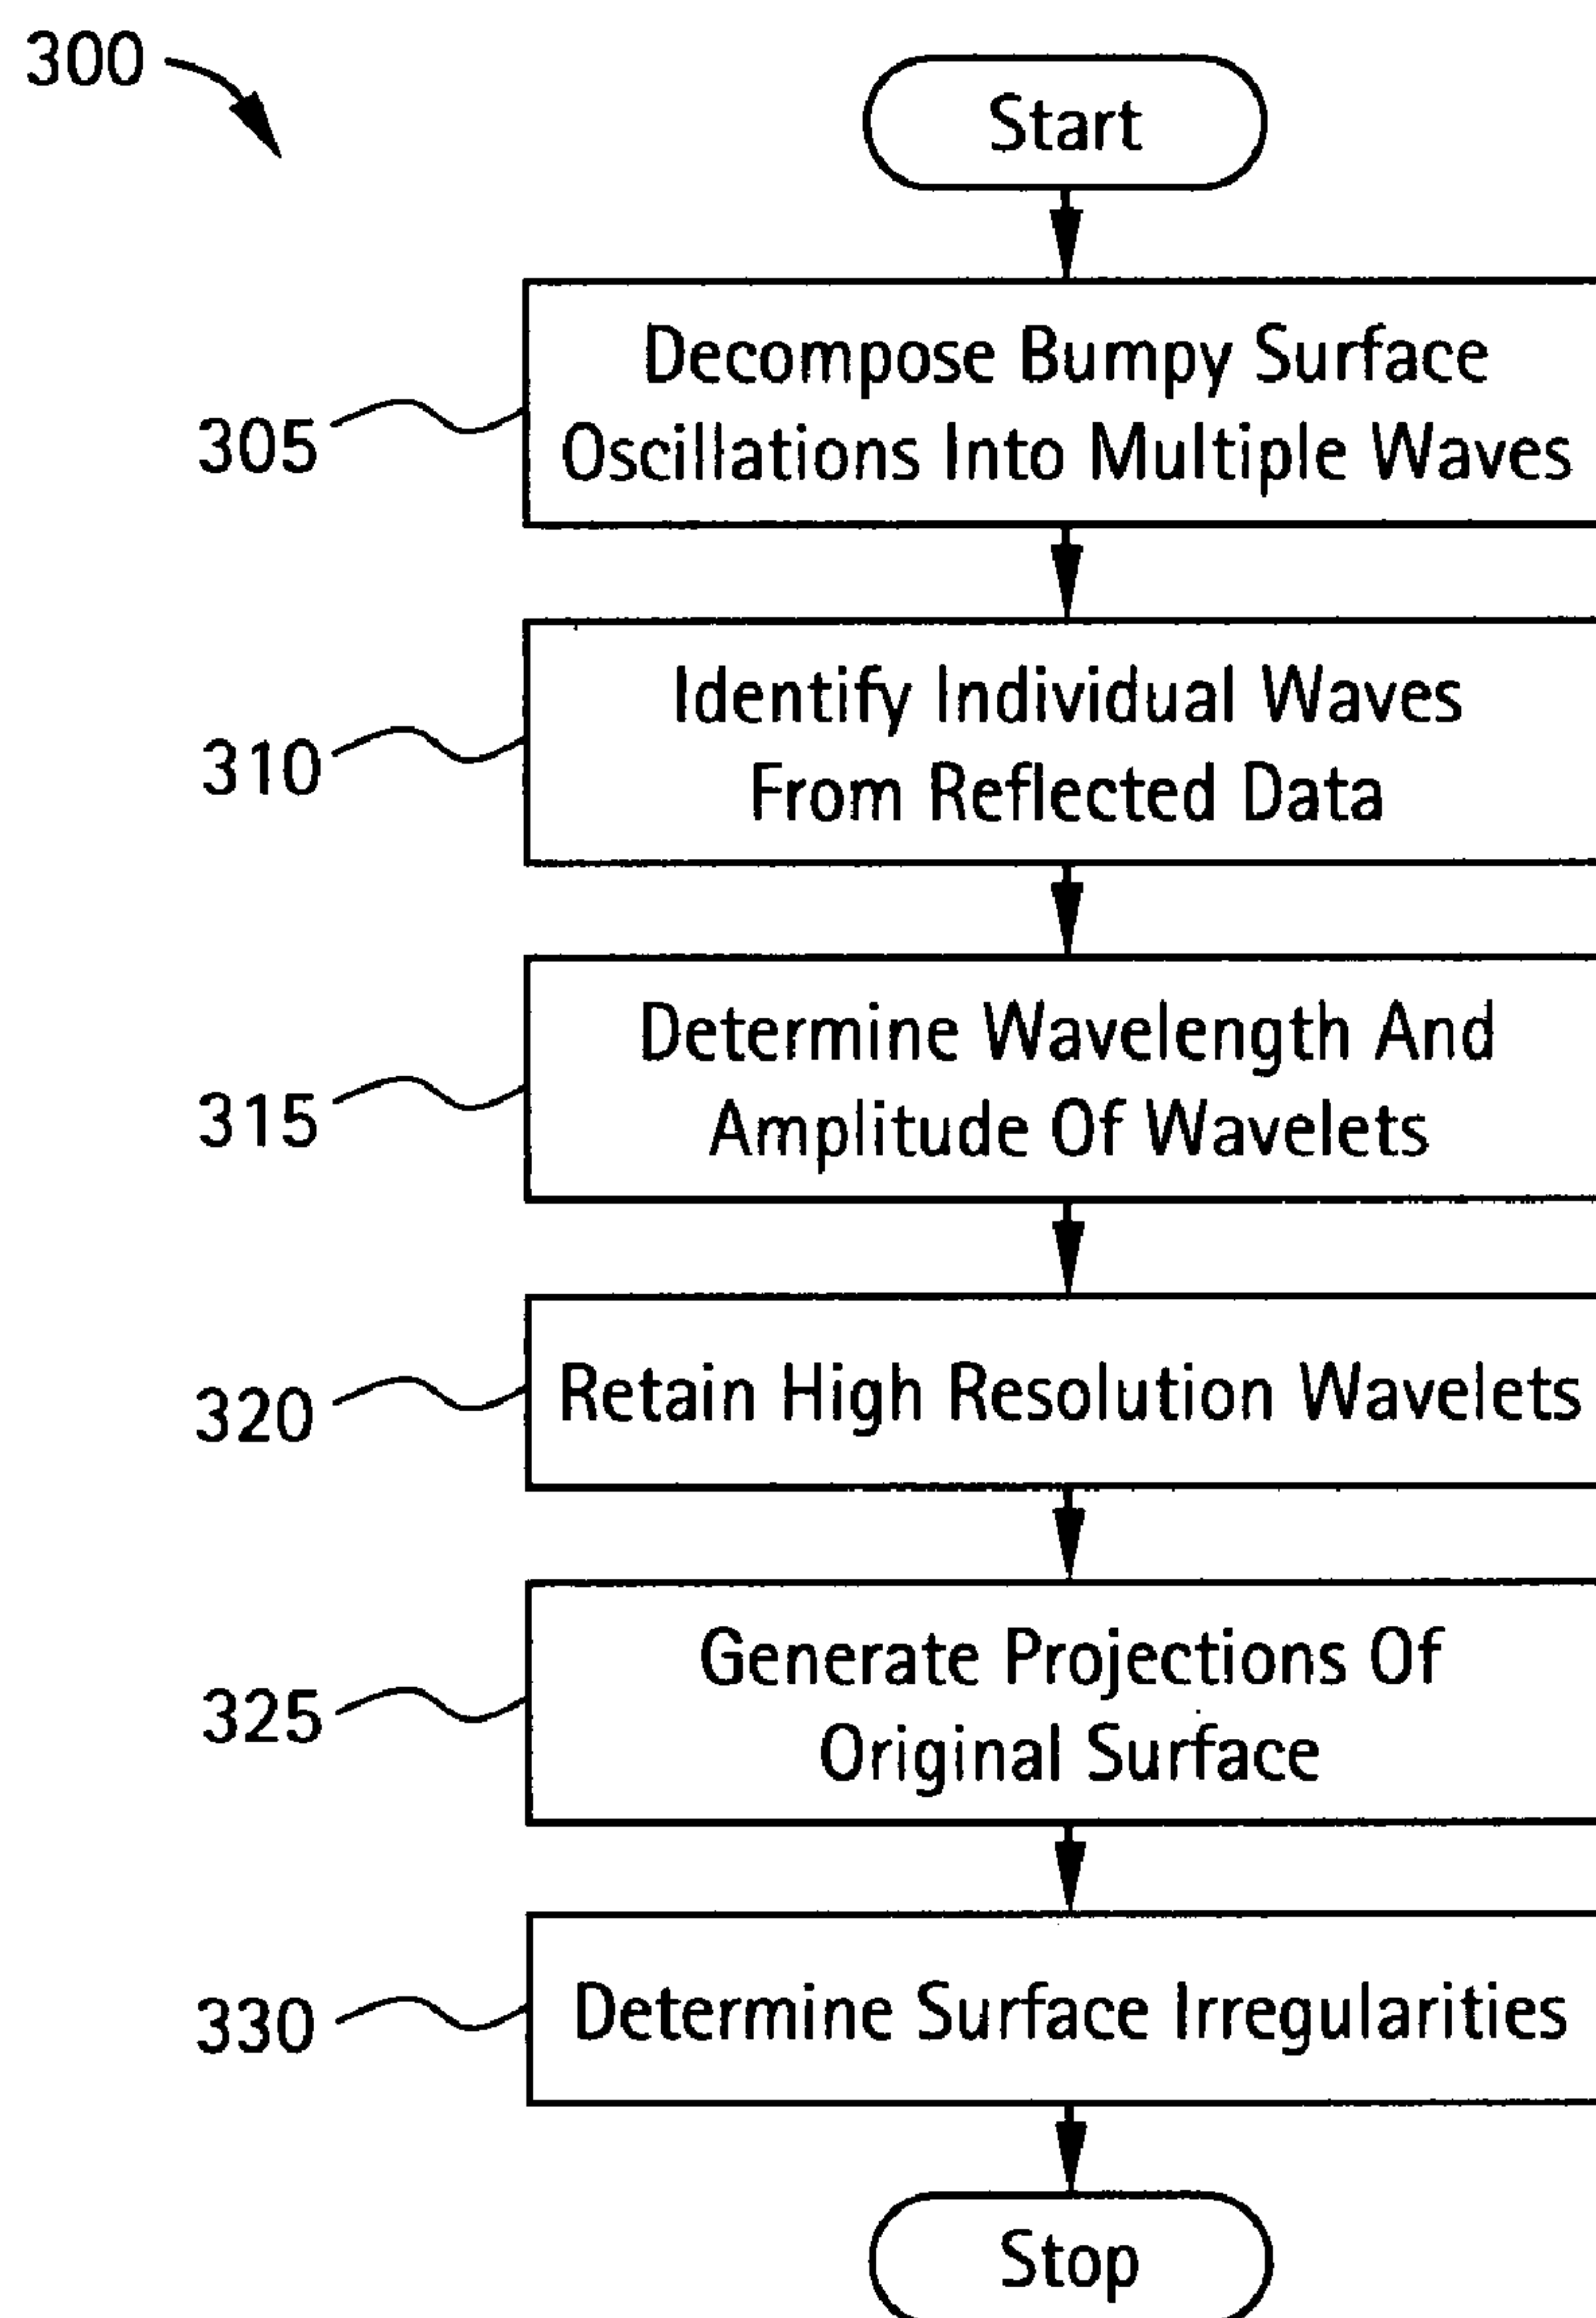 300
Start
Decompose Bumpy Surface
Oscillations Into Multiple Waves
305
Identify Individual Waves
From Reflected Data
310
Determine Wavelength And
Amplitude Of Wavelets
315
Retain High Resolution Wavelets
320
Generate Projections Of
Original Surface
325
Determine Surface Irregularities
330
Stop